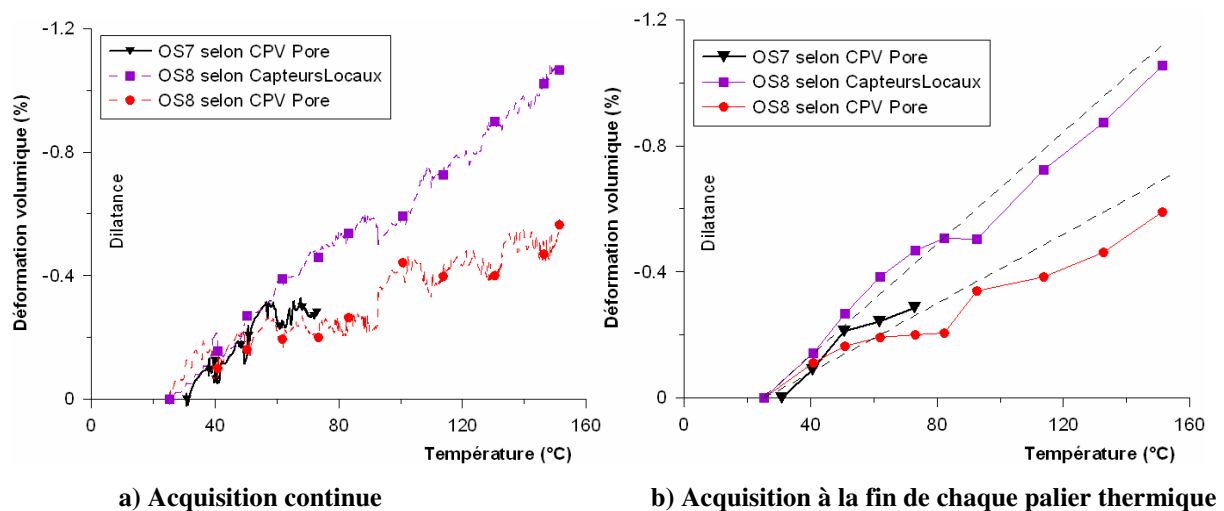 -1.2
-0.8
-0.4
0
Déformation volumique (%)
Dilatance
OS7 selon CPV Pore
OS8 selon CapteursLocaux
OS8 selon CPV Pore
0
40
80
120
160
Température (°C)
a) Acquisition continue
-1.2
-0.8
-0.4
0
Déformation volumique (%)
Dilatance
OS7 selon CPV Pore
OS8 selon CapteursLocaux
OS8 selon CPV Pore
0
40
80
120
160
Température (°C)
b) Acquisition à la fin de chaque palier thermique